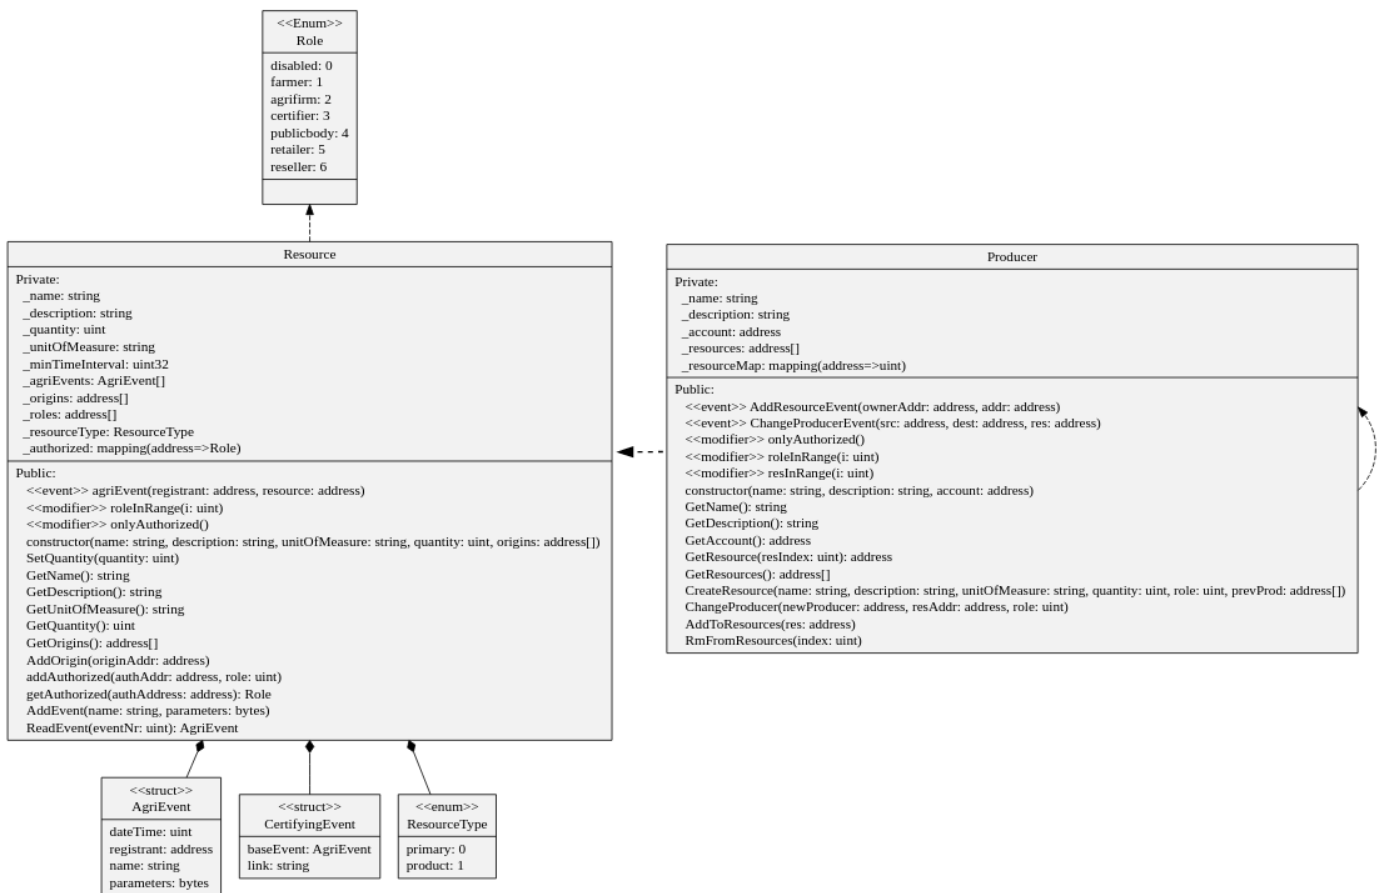 <<Enum>>
Role
disabled: 0
farmer: 1
agrifirm: 2
certifier: 3
publicbody: 4
retailer: 5
reseller: 6
Resource
Private:
_name: string
_description: string
_quantity: uint
_unitOfMeasure: string
_minTimeInterval: uint32
_agriEvents: AgriEvent[]
_origins: address[]
_roles: address[]
_resourceType: ResourceType
_authorized: mapping(address=>Role)
Public:
<<event>> agriEvent(registrant: address, resource: address)
<<modifier>> roleInRange(i: uint)
<<modifier>> onlyAuthorized()
constructor(name: string, description: string, unitOfMeasure: string, quantity: uint, origins: address[])
SetQuantity(quantity: uint)
GetName(): string
GetDescription(): string
GetUnitOfMeasure(): string
GetQuantity(): uint
GetOrigins(): address[]
AddOrigin(originAddr: address)
addAuthorized(authAddr: address, role: uint)
getAuthorized(authAddress: address): Role
AddEvent(name: string, parameters: bytes)
ReadEvent(eventNr: uint): AgriEvent
Producer
Private:
_name: string
_description: string
_account: address
_resources: address[]
_resourceMap: mapping(address=>uint)
Public:
<<event>> AddResourceEvent(ownerAddr: address, addr: address)
<<event>> ChangeProducerEvent(src: address, dest: address, res: address)
<<modifier>> onlyAuthorized()
<<modifier>> roleInRange(i: uint)
<<modifier>> resInRange(i: uint)
constructor(name: string, description: string, account: address)
GetName(): string
GetDescription(): string
GetAccount(): address
GetResource(resIndex: uint): address
GetResources(): address[]
CreateResource(name: string, description: string, unitOfMeasure: string, quantity: uint, role: uint, prevProd: address[])
ChangeProducer(newProducer: address, resAddr: address, role: uint)
AddToResources(res: address)
RmFromResources(index: uint)
<<struct>>
AgriEvent
dateTime: uint
registrant: address
name: string
parameters: bytes
<<struct>>
CertifyingEvent
baseEvent: AgriEvent
link: string
<<enum>>
ResourceType
primary: 0
product: 1